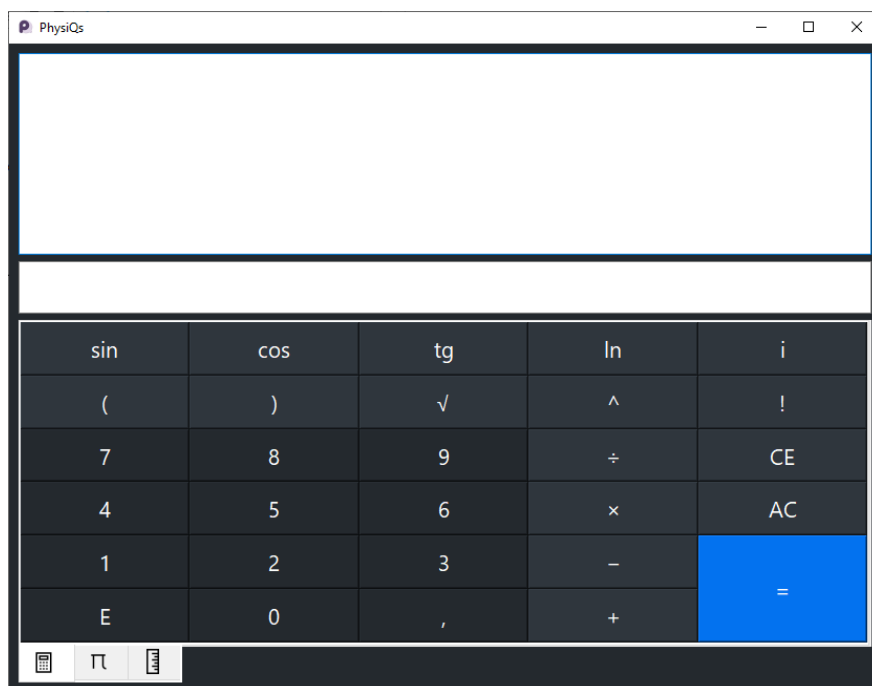 PhysiQs
sin cos tg ln i
( ) √ ^ !
7 8 9 ÷ CE
4 5 6 × AC
1 2 3 − =
E 0 , +
π